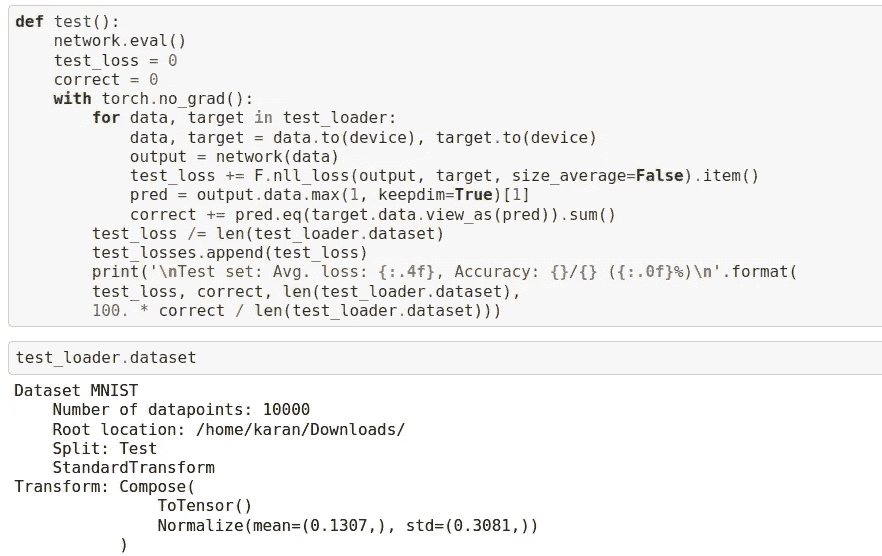 def test():
    network.eval()
    test_loss = 0
    correct = 0
    with torch.no_grad():
        for data, target in test_loader:
            data, target = data.to(device), target.to(device)
            output = network(data)
            test_loss += F.nll_loss(output, target, size_average=False).item()
            pred = output.data.max(1, keepdim=True)[1]
            correct += pred.eq(target.data.view_as(pred)).sum()
        test_loss /= len(test_loader.dataset)
        test_losses.append(test_loss)
        print('\nTest set: Avg. loss: {:.4f}, Accuracy: {}/{} ({:.0f}%)\n'.format(
        test_loss, correct, len(test_loader.dataset),
        100. * correct / len(test_loader.dataset)))
test_loader.dataset
Dataset MNIST
    Number of datapoints: 10000
    Root location: /home/karan/Downloads/
    Split: Test
    StandardTransform
Transform: Compose(
               ToTensor()
               Normalize(mean=(0.1307,), std=(0.3081,))
           )